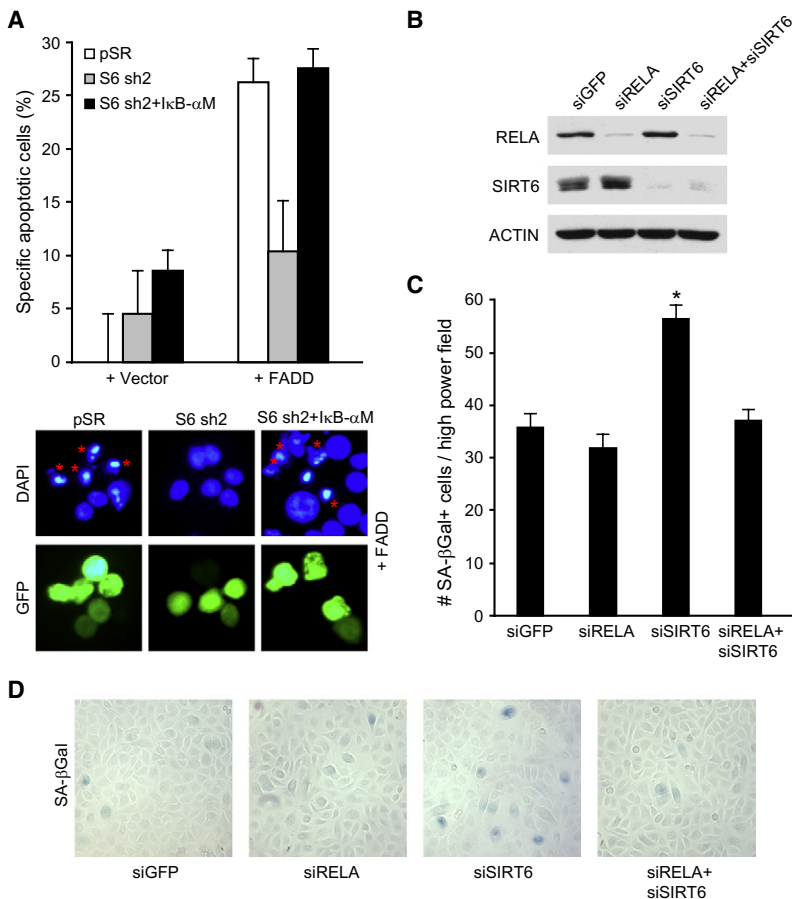 A
Specific apoptotic cells (%)
30
25
20
15
10
5
0
pSR
S6 sh2
S6 sh2+IκB-αM
+ Vector
+ FADD
pSR
S6 sh2
S6 sh2+IκB-αM
DAPI
* * * *
* * *
GFP
+ FADD
B
siGFP
siRELA
siSIRT6
siRELA+siSIRT6
RELA
SIRT6
ACTIN
C
# SA-βGal+ cells / high power field
60
50
40
30
20
10
0
*
siGFP
siRELA
siSIRT6
siRELA+
siSIRT6
D
SA-βGal
siGFP
siRELA
siSIRT6
siRELA+
siSIRT6